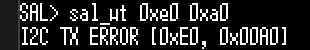 SAL> sal_ut 0xe0 0xa0
I2C TX ERROR [0xE0, 0x00A0]